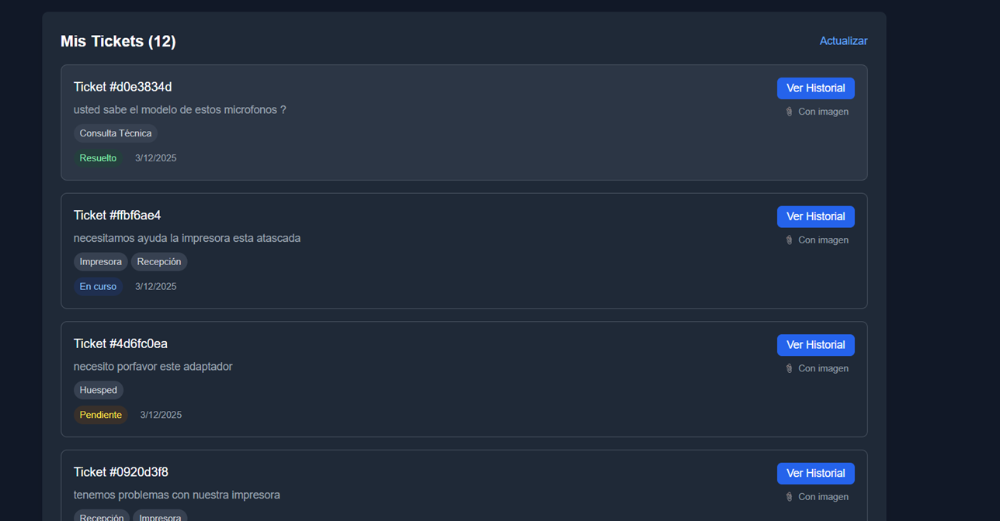 Mis Tickets (12)
Actualizar
Ticket #d0e3834d
Ver Historial
usted sabe el modelo de estos microfonos ?
Con imagen
Consulta Técnica
Resuelto 3/12/2025
Ticket #ffbf6ae4
Ver Historial
necesitamos ayuda la impresora esta atascada
Con imagen
Impresora Recepción
En curso 3/12/2025
Ticket #4d6fc0ea
Ver Historial
necesito porfavor este adaptador
Con imagen
Huesped
Pendiente 3/12/2025
Ticket #0920d3f8
Ver Historial
tenemos problemas con nuestra impresora
Con imagen
Recepción Impresora